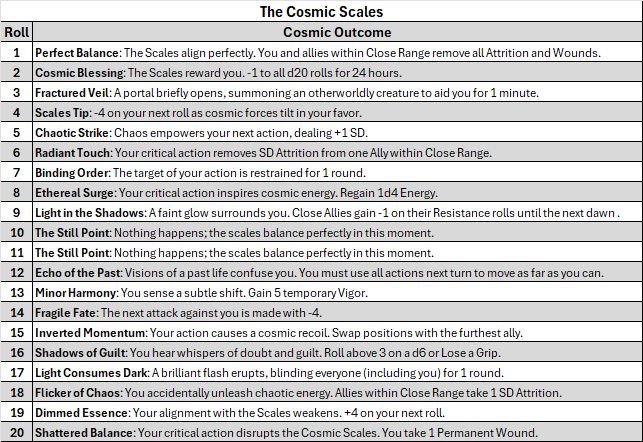 The Cosmic Scales
Roll Cosmic Outcome
1 Perfect Balance: The Scales align perfectly. You and allies within Close Range remove all Attrition and Wounds.
2 Cosmic Blessing: The Scales reward you. -1 to all d20 rolls for 24 hours.
3 Fractured Veil: A portal briefly opens, summoning an otherworldly creature to aid you for 1 minute.
4 Scales Tip: -4 on your next roll as cosmic forces tilt in your favor.
5 Chaotic Strike: Chaos empowers your next action, dealing +1 SD.
6 Radiant Touch: Your critical action removes SD Attrition from one Ally within Close Range.
7 Binding Order: The target of your action is restrained for 1 round.
8 Ethereal Surge: Your critical action inspires cosmic energy. Regain 1d4 Energy.
9 Light in the Shadows: A faint glow surrounds you. Close Allies gain -1 on their Resistance rolls until the next dawn .
10 The Still Point: Nothing happens; the scales balance perfectly in this moment.
11 The Still Point: Nothing happens; the scales balance perfectly in this moment.
12 Echo of the Past: Visions of a past life confuse you. You must use all actions next turn to move as far as you can.
13 Minor Harmony: You sense a subtle shift. Gain 5 temporary Vigor.
14 Fragile Fate: The next attack against you is made with -4.
15 Inverted Momentum: Your action causes a cosmic recoil. Swap positions with the furthest ally.
16 Shadows of Guilt: You hear whispers of doubt and guilt. Roll above 3 on a d6 or Lose a Grip.
17 Light Consumes Dark: A brilliant flash erupts, blinding everyone (including you) for 1 round.
18 Flicker of Chaos: You accidentally unleash chaotic energy. Allies within Close Range take 1 SD Attrition.
19 Dimmed Essence: Your alignment with the Scales weakens. +4 on your next roll.
20 Shattered Balance: Your critical action disrupts the Cosmic Scales. You take 1 Permanent Wound.